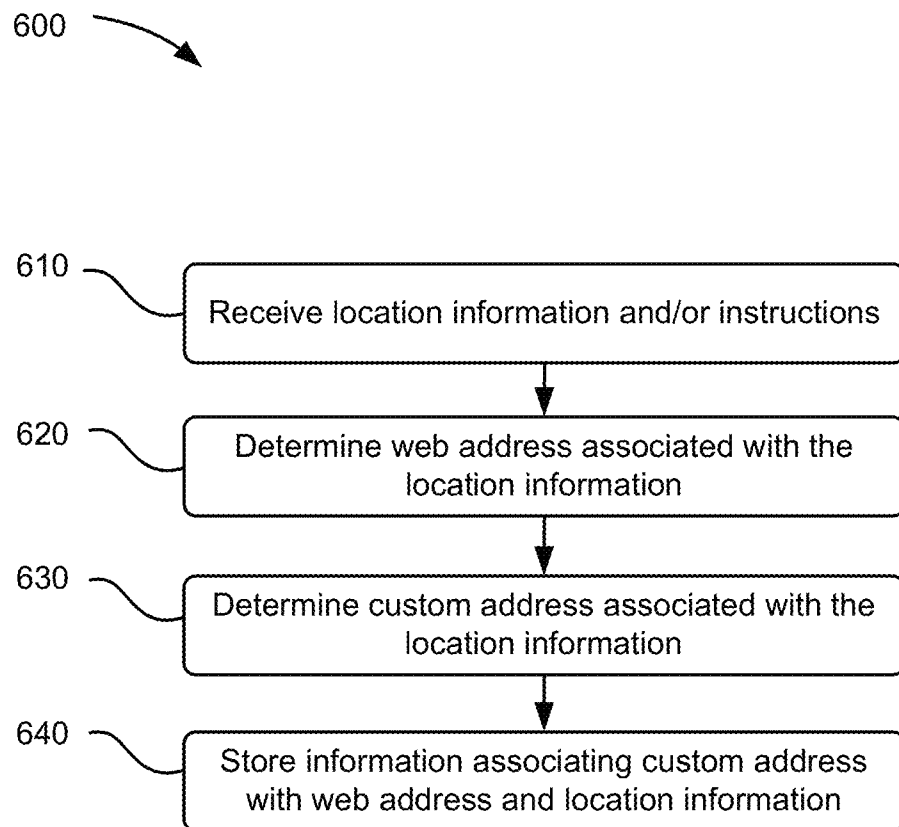 600
610
Receive location information and/or instructions
620
Determine web address associated with the
location information
630
Determine custom address associated with the
location information
640
Store information associating custom address
with web address and location information